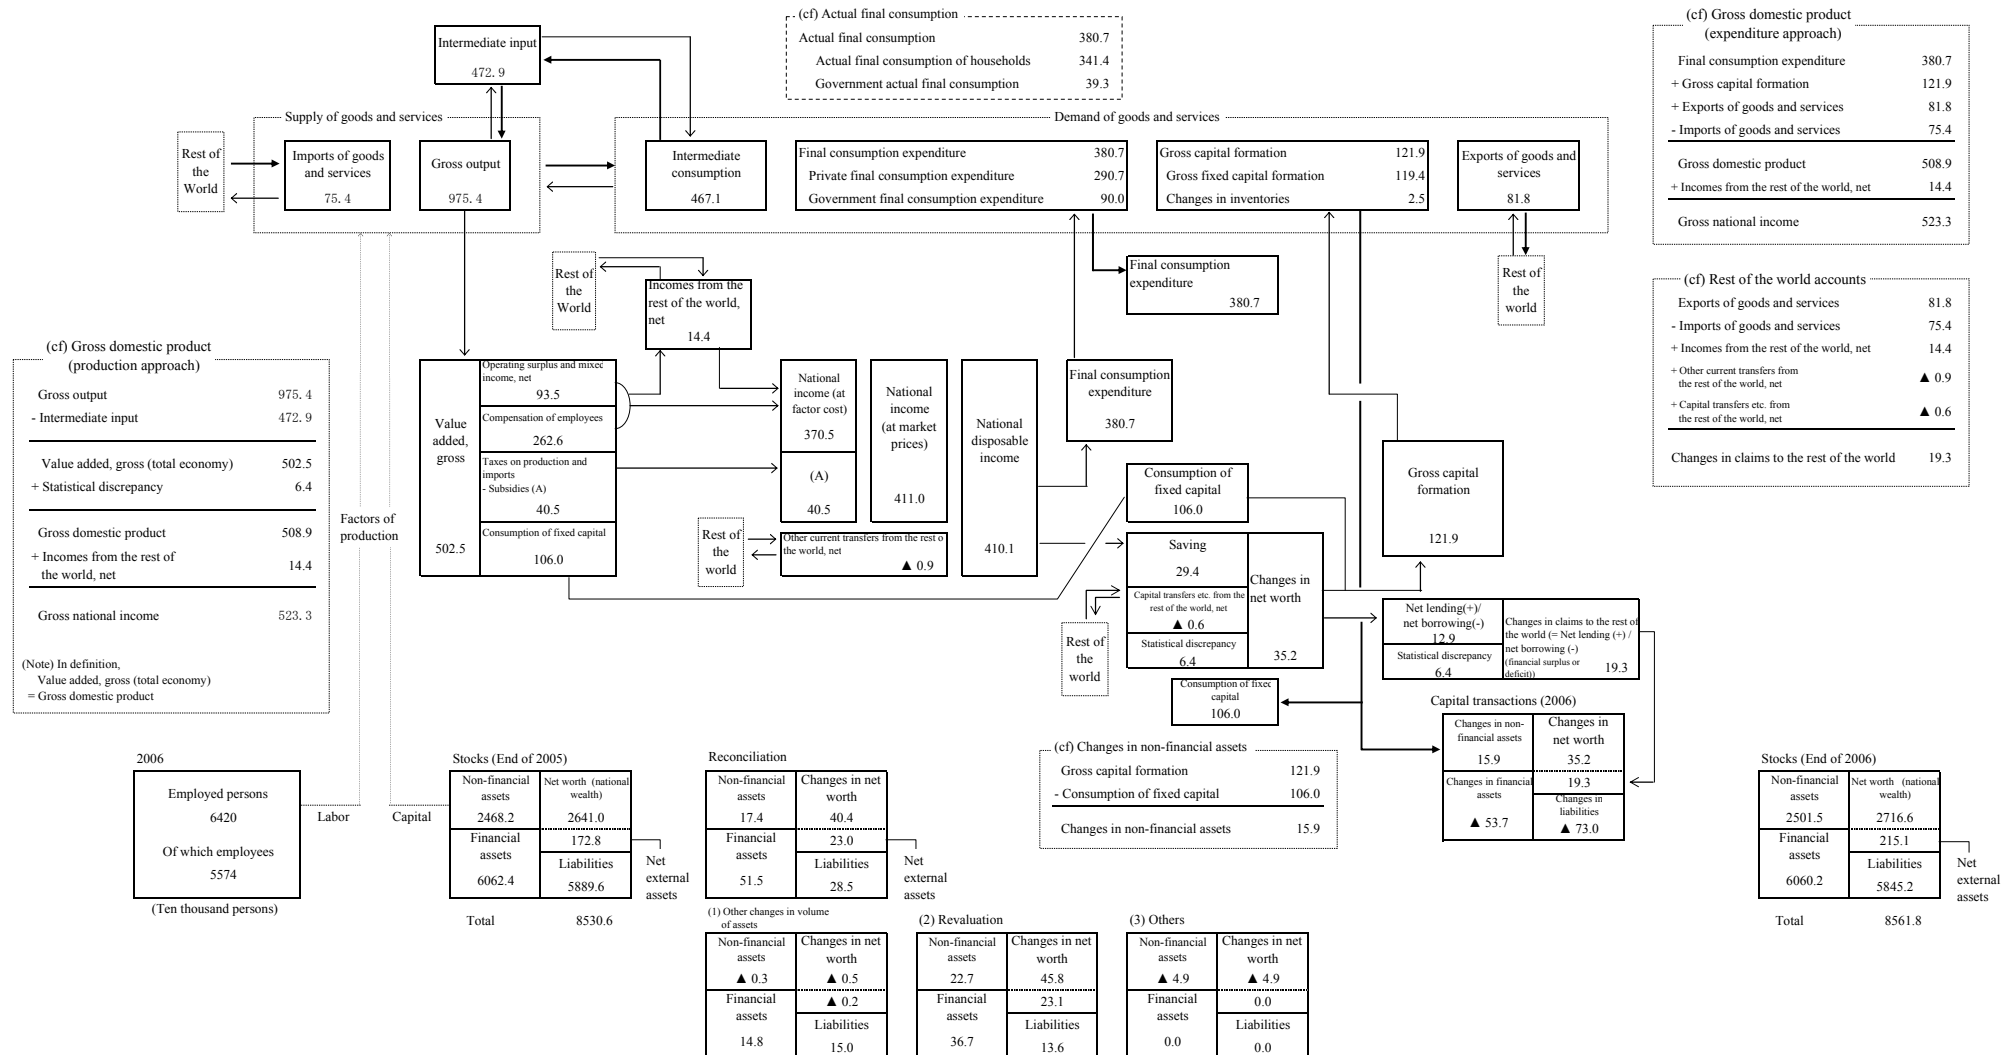 (cf) Actual final consumption
Actual final consumption 380.7
Actual final consumption of households 341.4
Government actual final consumption 39.3
(cf) Gross domestic product
(expenditure approach)
Final consumption expenditure 380.7
+ Gross capital formation 121.9
+ Exports of goods and services 81.8
- Imports of goods and services 75.4
Gross domestic product 508.9
+ Incomes from the rest of the world, net 14.4
Gross national income 523.3
Intermediate input
472.9
Supply of goods and services
Demand of goods and services
Rest of
the
World
Imports of goods
and services
75.4
Gross output
975.4
Intermediate
consumption
467.1
Final consumption expenditure 380.7
Private final consumption expenditure 290.7
Government final consumption expenditure 90.0
Gross capital formation 121.9
Gross fixed capital formation 119.4
Changes in inventories 2.5
Exports of goods and
services
81.8
Rest of
the
World
Incomes from the
rest of the world,
net
14.4
Final consumption
expenditure
380.7
Rest of
the
world
(cf) Rest of the world accounts
Exports of goods and services 81.8
- Imports of goods and services 75.4
+ Incomes from the rest of the world, net 14.4
+ Other current transfers from
the rest of the world, net ▲ 0.9
+ Capital transfers etc. from
the rest of the world, net ▲ 0.6
Changes in claims to the rest of the world 19.3
(cf) Gross domestic product
(production approach)
Gross output 975.4
- Intermediate input 472.9
Value added, gross (total economy) 502.5
+ Statistical discrepancy 6.4
Gross domestic product 508.9
+ Incomes from the rest of
the world, net 14.4
Gross national income 523.3
(Note) In definition,
Value added, gross (total economy)
= Gross domestic product
Factors of
production
Value
added,
gross
502.5
Operating surplus and mixed
income, net
93.5
Compensation of employees
262.6
Taxes on production and
imports
- Subsidies (A)
40.5
Consumption of fixed capital
106.0
National
income (at
factor cost)
370.5
(A)
40.5
National
income
(at market
prices)
411.0
National
disposable
income
410.1
Rest of
the
world
Other current transfers from the rest o
the world, net
▲ 0.9
Final consumption
expenditure
380.7
Consumption of
fixed capital
106.0
Saving
29.4
Capital transfers etc. from the
rest of the world, net
▲ 0.6
Statistical discrepancy
6.4
Changes in
net worth
35.2
Rest of
the
world
Gross capital
formation
121.9
Net lending(+)/
net borrowing(-)
12.9
Statistical discrepancy
6.4
Changes in claims to the rest of
the world (= Net lending (+) /
net borrowing (-)
(financial surplus or
deficit))
19.3
Consumption of fixed
capital
106.0
Capital transactions (2006)
Changes in non-
financial assets
15.9
Changes in
net worth
35.2
Changes in financial
assets
▲ 53.7
19.3
Changes in
liabilities
▲ 73.0
(cf) Changes in non-financial assets
Gross capital formation 121.9
- Consumption of fixed capital 106.0
Changes in non-financial assets 15.9
2006
Employed persons
6420
Of which employees
5574
(Ten thousand persons)
Labor
Capital
Stocks (End of 2005)
Non-financial
assets
2468.2
Net worth (national
wealth)
2641.0
Financial
assets
6062.4
172.8
Liabilities
5889.6
Net
external
assets
Total 8530.6
Reconciliation
Non-financial
assets
17.4
Changes in net
worth
40.4
Financial
assets
51.5
23.0
Liabilities
28.5
Net
external
assets
Stocks (End of 2006)
Non-financial
assets
2501.5
Net worth (national
wealth)
2716.6
Financial
assets
6060.2
215.1
Liabilities
5845.2
Net
external
assets
Total 8561.8
(1) Other changes in volume
of assets
Non-financial
assets
▲ 0.3
Changes in net
worth
▲ 0.5
Financial
assets
14.8
▲ 0.2
Liabilities
15.0
(2) Revaluation
Non-financial
assets
22.7
Changes in net
worth
45.8
Financial
assets
36.7
23.1
Liabilities
13.6
(3) Others
Non-financial
assets
▲ 4.9
Changes in net
worth
▲ 4.9
Financial
assets
0.0
0.0
Liabilities
0.0